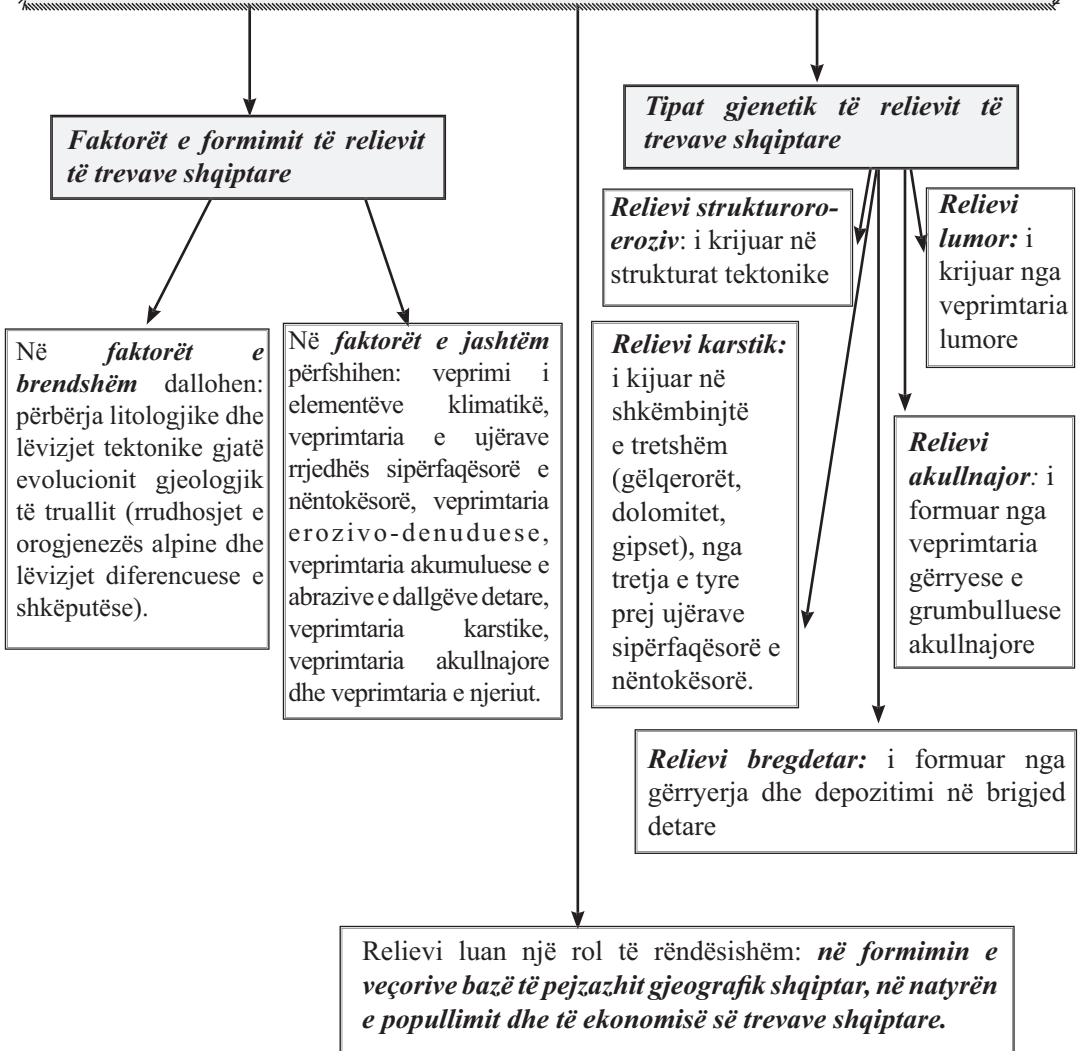 Faktorët e formimit të relievit
të trevave shqiptare
Në faktorët e
brendshëm dallohen:
përbërja litologjike dhe
lëvizjet tektonike gjatë
evolucionit gjeologjik
të truallit (rrudhosjet e
orogjenezës alpine dhe
lëvizjet diferencuese e
shkëputëse).
Në faktorët e jashtëm
përfshihen: veprimi i
elementëve klimatikë,
veprimtaria e ujërave
rrjedhës sipërfaqësorë e
nëntokësorë, veprimtaria
erozivo-denuduese,
veprimtaria akumuluese e
abrazive e dallgëve detare,
veprimtaria karstike,
veprimtaria akullnajore
dhe veprimtaria e njeriut.
Tipat gjenetik të relievit të
trevave shqiptare
Relievi strukturoro-
eroziv: i krijuar në
strukturat tektonike
Relievi
lumor: i
krijuar nga
veprimtaria
lumore
Relievi karstik:
i kijuar në
shkëmbinjtë
e tretshëm
(gëlqerorët,
dolomitet,
gipset), nga
tretja e tyre
prej ujërave
sipërfaqësorë e
nëntokësorë.
Relievi
akullnajor: i
formuar nga
veprimtaria
gërryese e
grumbulluese
akullnajore
Relievi bregdetar: i formuar nga
gërryerja dhe depozitimi në brigjed
detare
Relievi luan një rol të rëndësishëm: në formimin e
veçorive bazë të pejzazhit gjeografik shqiptar, në natyrën
e popullimit dhe të ekonomisë së trevave shqiptare.